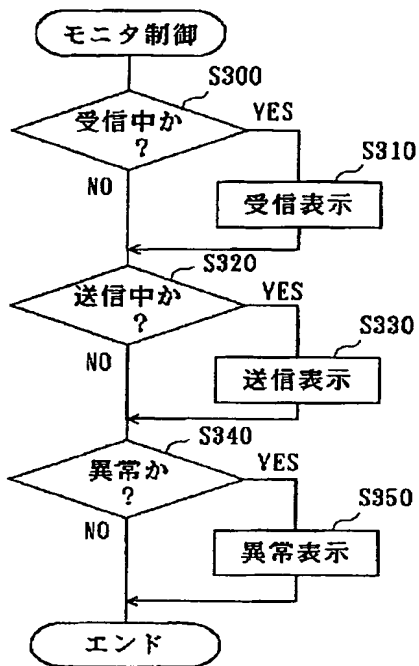 モニタ制御
S300
受信中か
?
YES
NO
S310
受信表示
S320
送信中か
?
YES
NO
S330
送信表示
S340
異常か
?
YES
NO
S350
異常表示
エンド